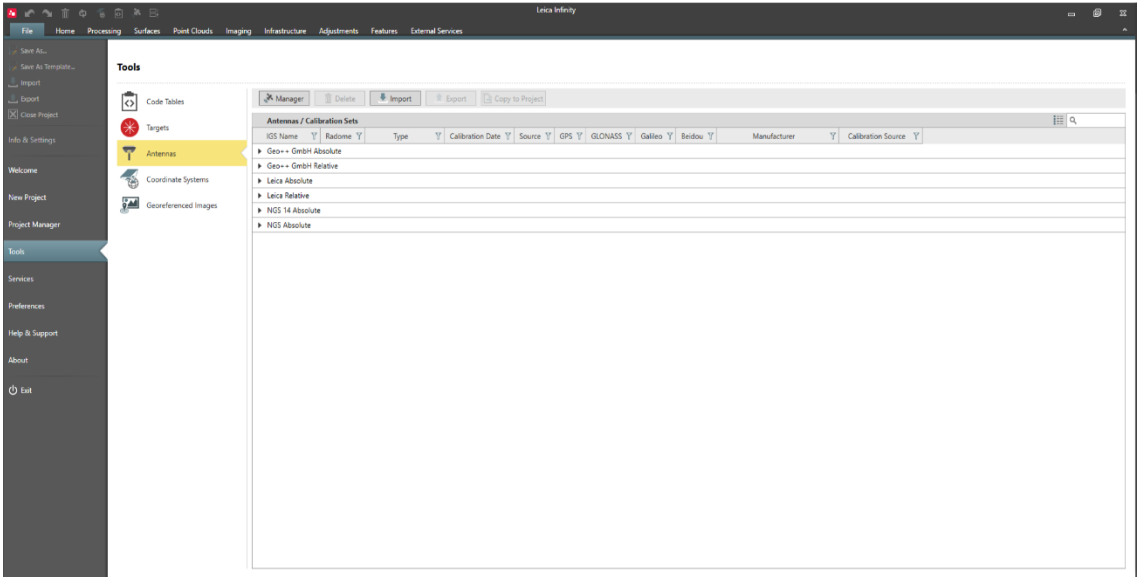 Leica Infinity
File Home Processing Surfaces Point Clouds Imaging Infrastructure Adjustments Features External Services
Save As...
Save As Template...
Import
Export
Close Project
Info & Settings
Welcome
New Project
Project Manager
Tools
Services
Preferences
Help & Support
About
Exit
Tools
Code Tables
Targets
Antennas
Coordinate Systems
Georeferenced Images
Manager Delete Import Export Copy to Project
Antennas / Calibration Sets
IGS Name Radome Type Calibration Date Source GPS GLONASS Galileo Beidou Manufacturer Calibration Source
Geo++ GmbH Absolute
Geo++ GmbH Relative
Leica Absolute
Leica Relative
NGS 14 Absolute
NGS Absolute